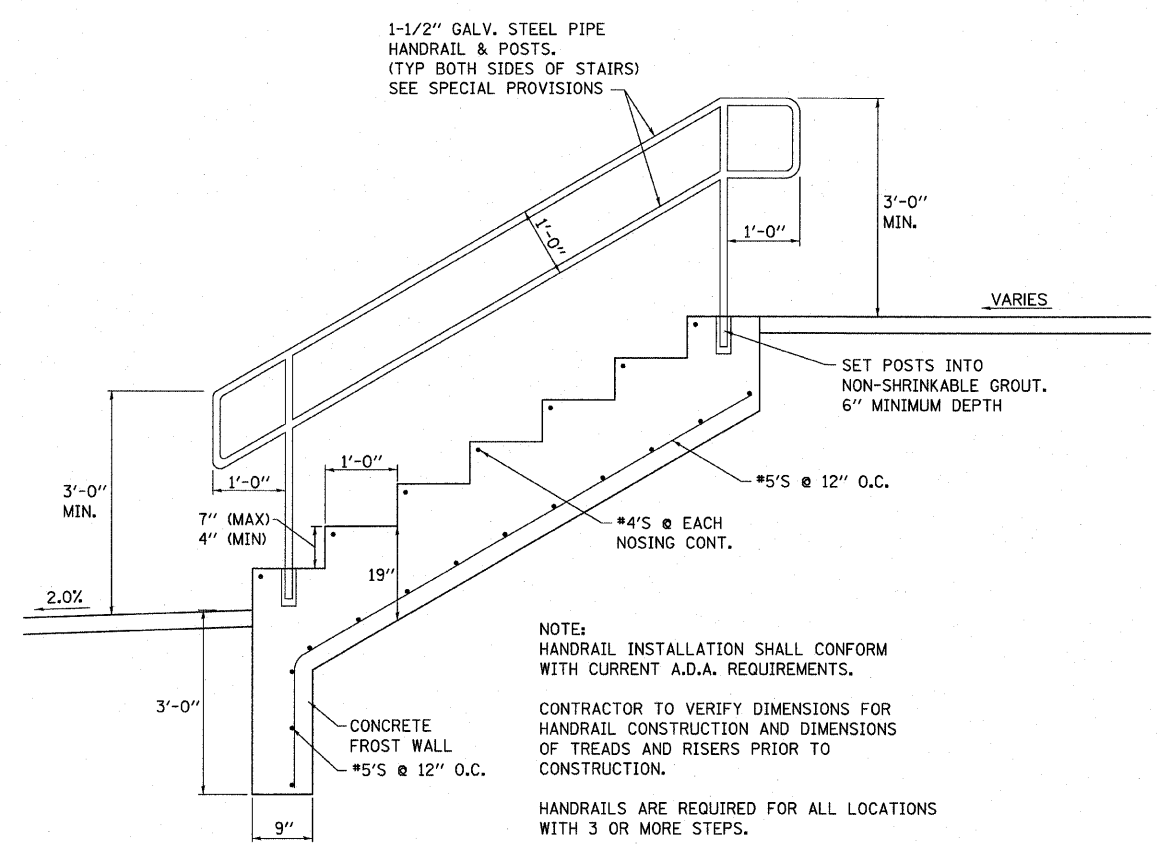 1-1/2" GALV. STEEL PIPE
HANDRAIL & POSTS.
(TYP BOTH SIDES OF STAIRS)
SEE SPECIAL PROVISIONS
3'-0"
MIN.
1'-0"
1'-0"
VARIES
SET POSTS INTO
NON-SHRINKABLE GROUT.
6" MINIMUM DEPTH
1'-0"
1'-0"
3'-0"
MIN.
7" (MAX)
4" (MIN)
#5'S @ 12" O.C.
#4'S @ EACH
NOSING CONT.
19"
2.0%
3'-0"
CONCRETE
FROST WALL
#5'S @ 12" O.C.
9"
NOTE:
HANDRAIL INSTALLATION SHALL CONFORM
WITH CURRENT A.D.A. REQUIREMENTS.
CONTRACTOR TO VERIFY DIMENSIONS FOR
HANDRAIL CONSTRUCTION AND DIMENSIONS
OF TREADS AND RISERS PRIOR TO
CONSTRUCTION.
HANDRAILS ARE REQUIRED FOR ALL LOCATIONS
WITH 3 OR MORE STEPS.